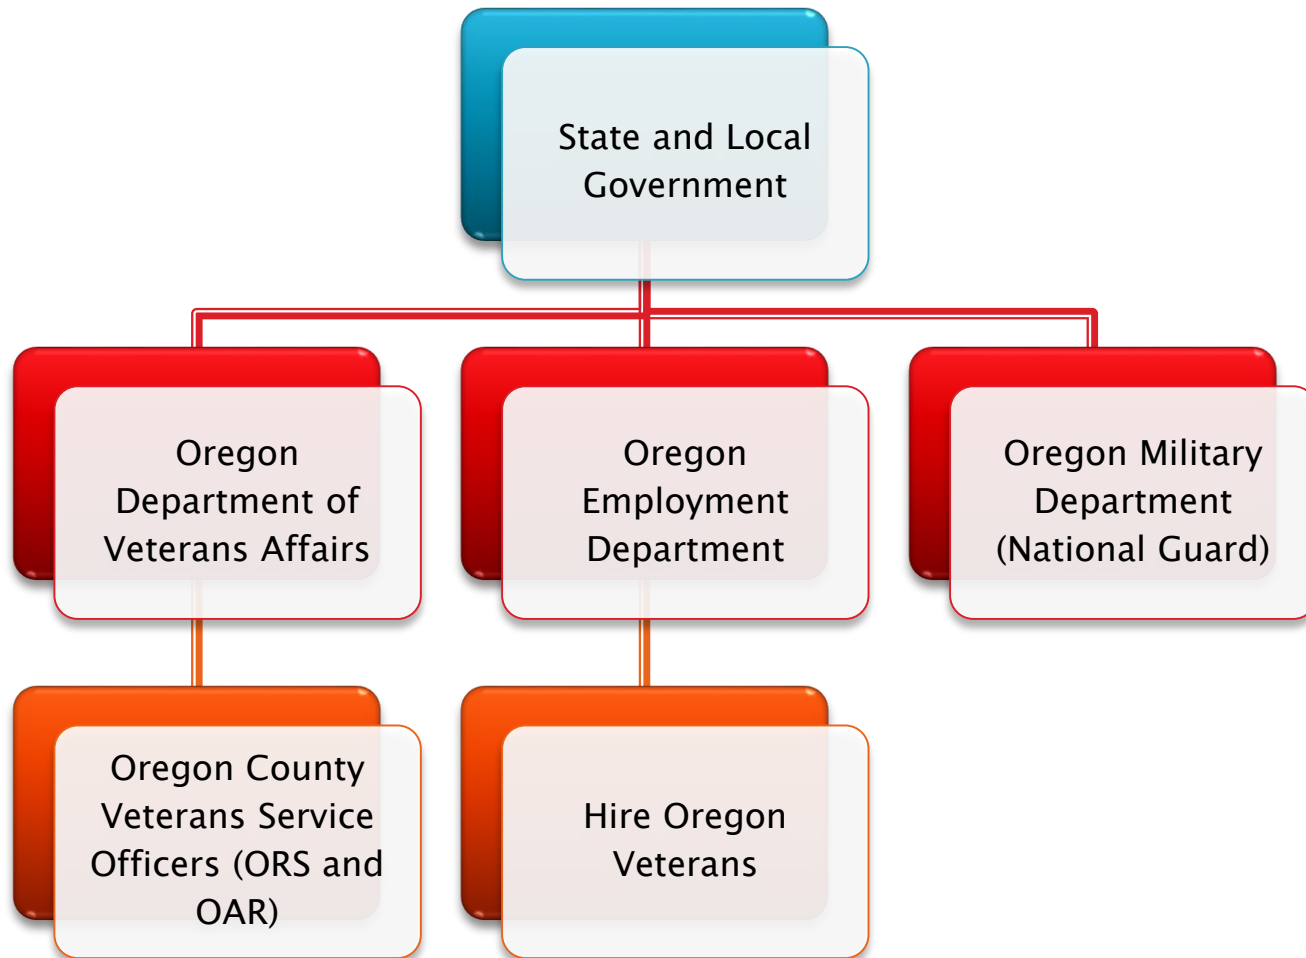 State and Local
Government
Oregon
Department of
Veterans Affairs
Oregon
Employment
Department
Oregon Military
Department
(National Guard)
Oregon County
Veterans Service
Officers (ORS and
OAR)
Hire Oregon
Veterans